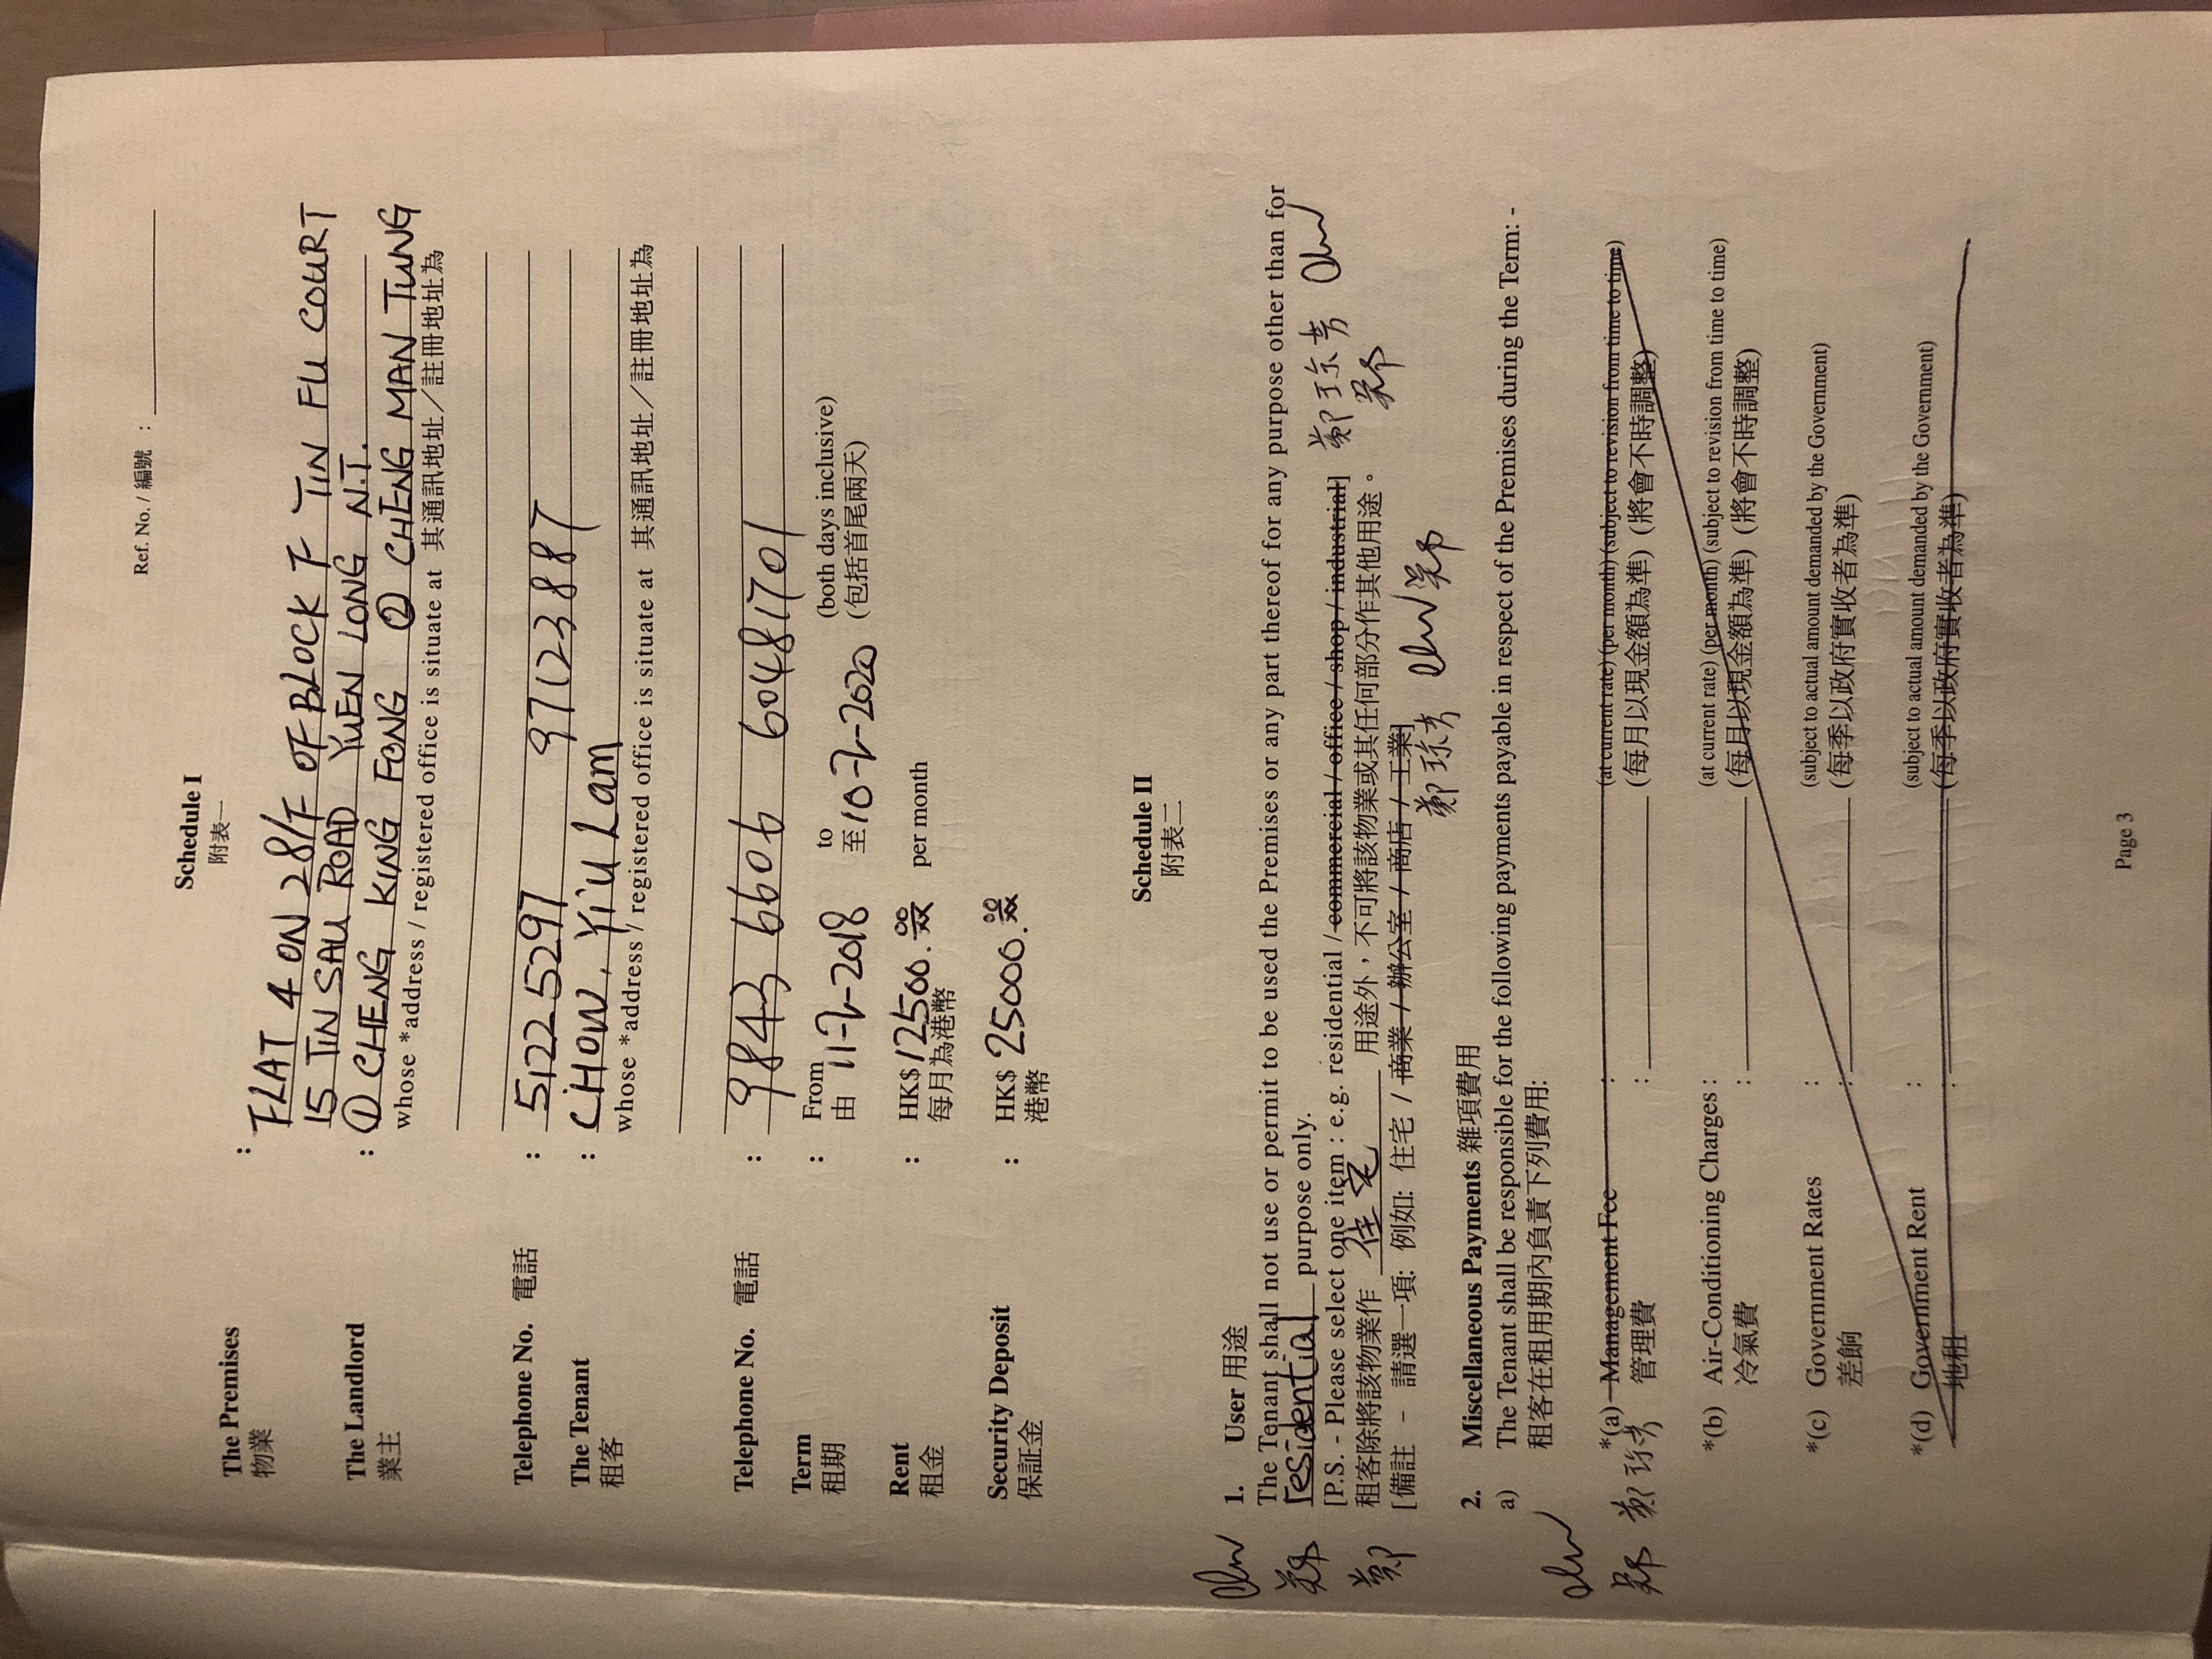 Ref. No. / 編號 :
Schedule I
附表一
The Premises : FLAT 4 ON 28/F OF BLOCK F TIN FU COURT
物業 15 TIN SAU ROAD YUEN LONG N.T.
The Landlord : ① CHENG KING FONG ② CHENG MAN TUNG
業主 whose *address / registered office is situate at 其通訊地址／註冊地址為
Telephone No. 電話 : 5122 5297 97123887
The Tenant : CHOW, Yiu Lam
租客 whose *address / registered office is situate at 其通訊地址／註冊地址為
Telephone No. 電話 : 9843 6606 60481701
Term : From 11-2-2018 to 10-2-2020 (both days inclusive)
租期 由 至 (包括首尾兩天)
Rent : HK$ 12500.00/xx per month
租金 每月為港幣
Security Deposit : HK$ 25000.00/xx
保証金 港幣
Schedule II
附表二
1. User 用途
The Tenant shall not use or permit to be used the Premises or any part thereof for any purpose other than for
residential purpose only.
[P.S. - Please select one item : e.g. residential / commercial / office / shop / industrial] 鄭琼芳
租客除將該物業作 住宅 用途外，不可將該物業或其任何部分作其他用途。 鄭
[備註 - 請選一項: 例如: 住宅 / 商業 / 辦公室 / 商店 / 工業] 鄭琼芳 鄭
鄭
鄭
2. Miscellaneous Payments 雜項費用
a) The Tenant shall be responsible for the following payments payable in respect of the Premises during the Term: -
租客在租用期內負責下列費用:
*(a) Management Fee : (at current rate) (per month) (subject to revision from time to time)
鄭 鄭琼芳 管理費 : (每月以現金額為準) (將會不時調整)
*(b) Air-Conditioning Charges : (at current rate) (per month) (subject to revision from time to time)
冷氣費 : (每月以現金額為準) (將會不時調整)
*(c) Government Rates : (subject to actual amount demanded by the Government)
差餉 : (每季以政府實收者為準)
*(d) Government Rent : (subject to actual amount demanded by the Government)
地租 : (每季以政府實收者為準)
Page 3